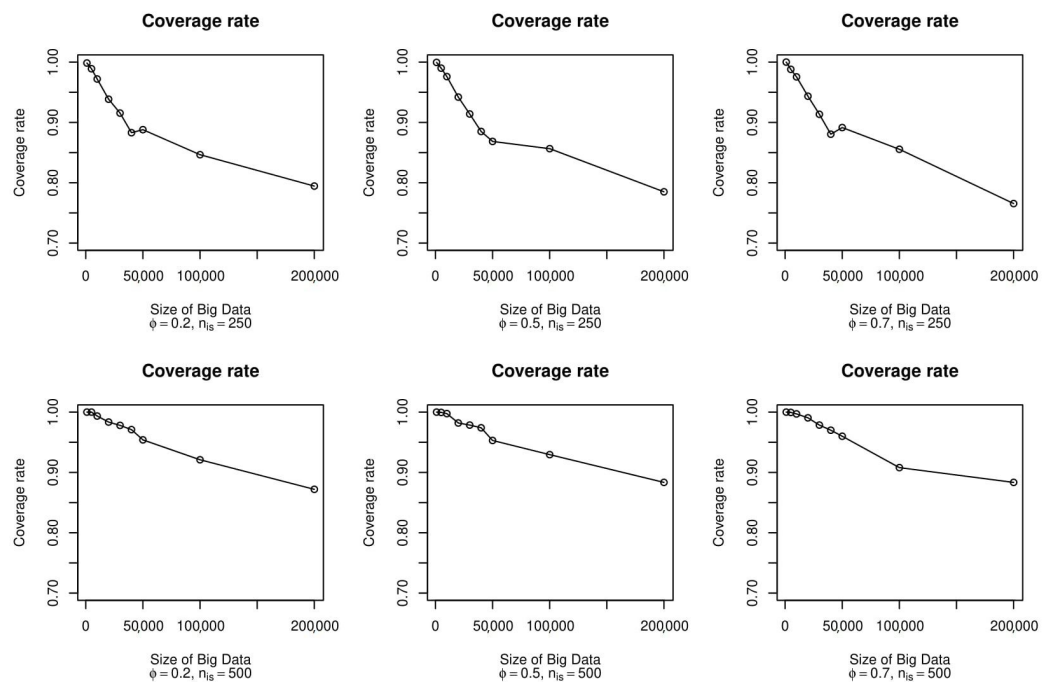 Coverage rate
Coverage rate
1.00
0.90
0.80
0.70
0 50,000 100,000 200,000
Size of Big Data
ϕ = 0.2, n_is = 250
Coverage rate
Coverage rate
1.00
0.90
0.80
0.70
0 50,000 100,000 200,000
Size of Big Data
ϕ = 0.5, n_is = 250
Coverage rate
Coverage rate
1.00
0.90
0.80
0.70
0 50,000 100,000 200,000
Size of Big Data
ϕ = 0.7, n_is = 250
Coverage rate
Coverage rate
1.00
0.90
0.80
0.70
0 50,000 100,000 200,000
Size of Big Data
ϕ = 0.2, n_is = 500
Coverage rate
Coverage rate
1.00
0.90
0.80
0.70
0 50,000 100,000 200,000
Size of Big Data
ϕ = 0.5, n_is = 500
Coverage rate
Coverage rate
1.00
0.90
0.80
0.70
0 50,000 100,000 200,000
Size of Big Data
ϕ = 0.7, n_is = 500